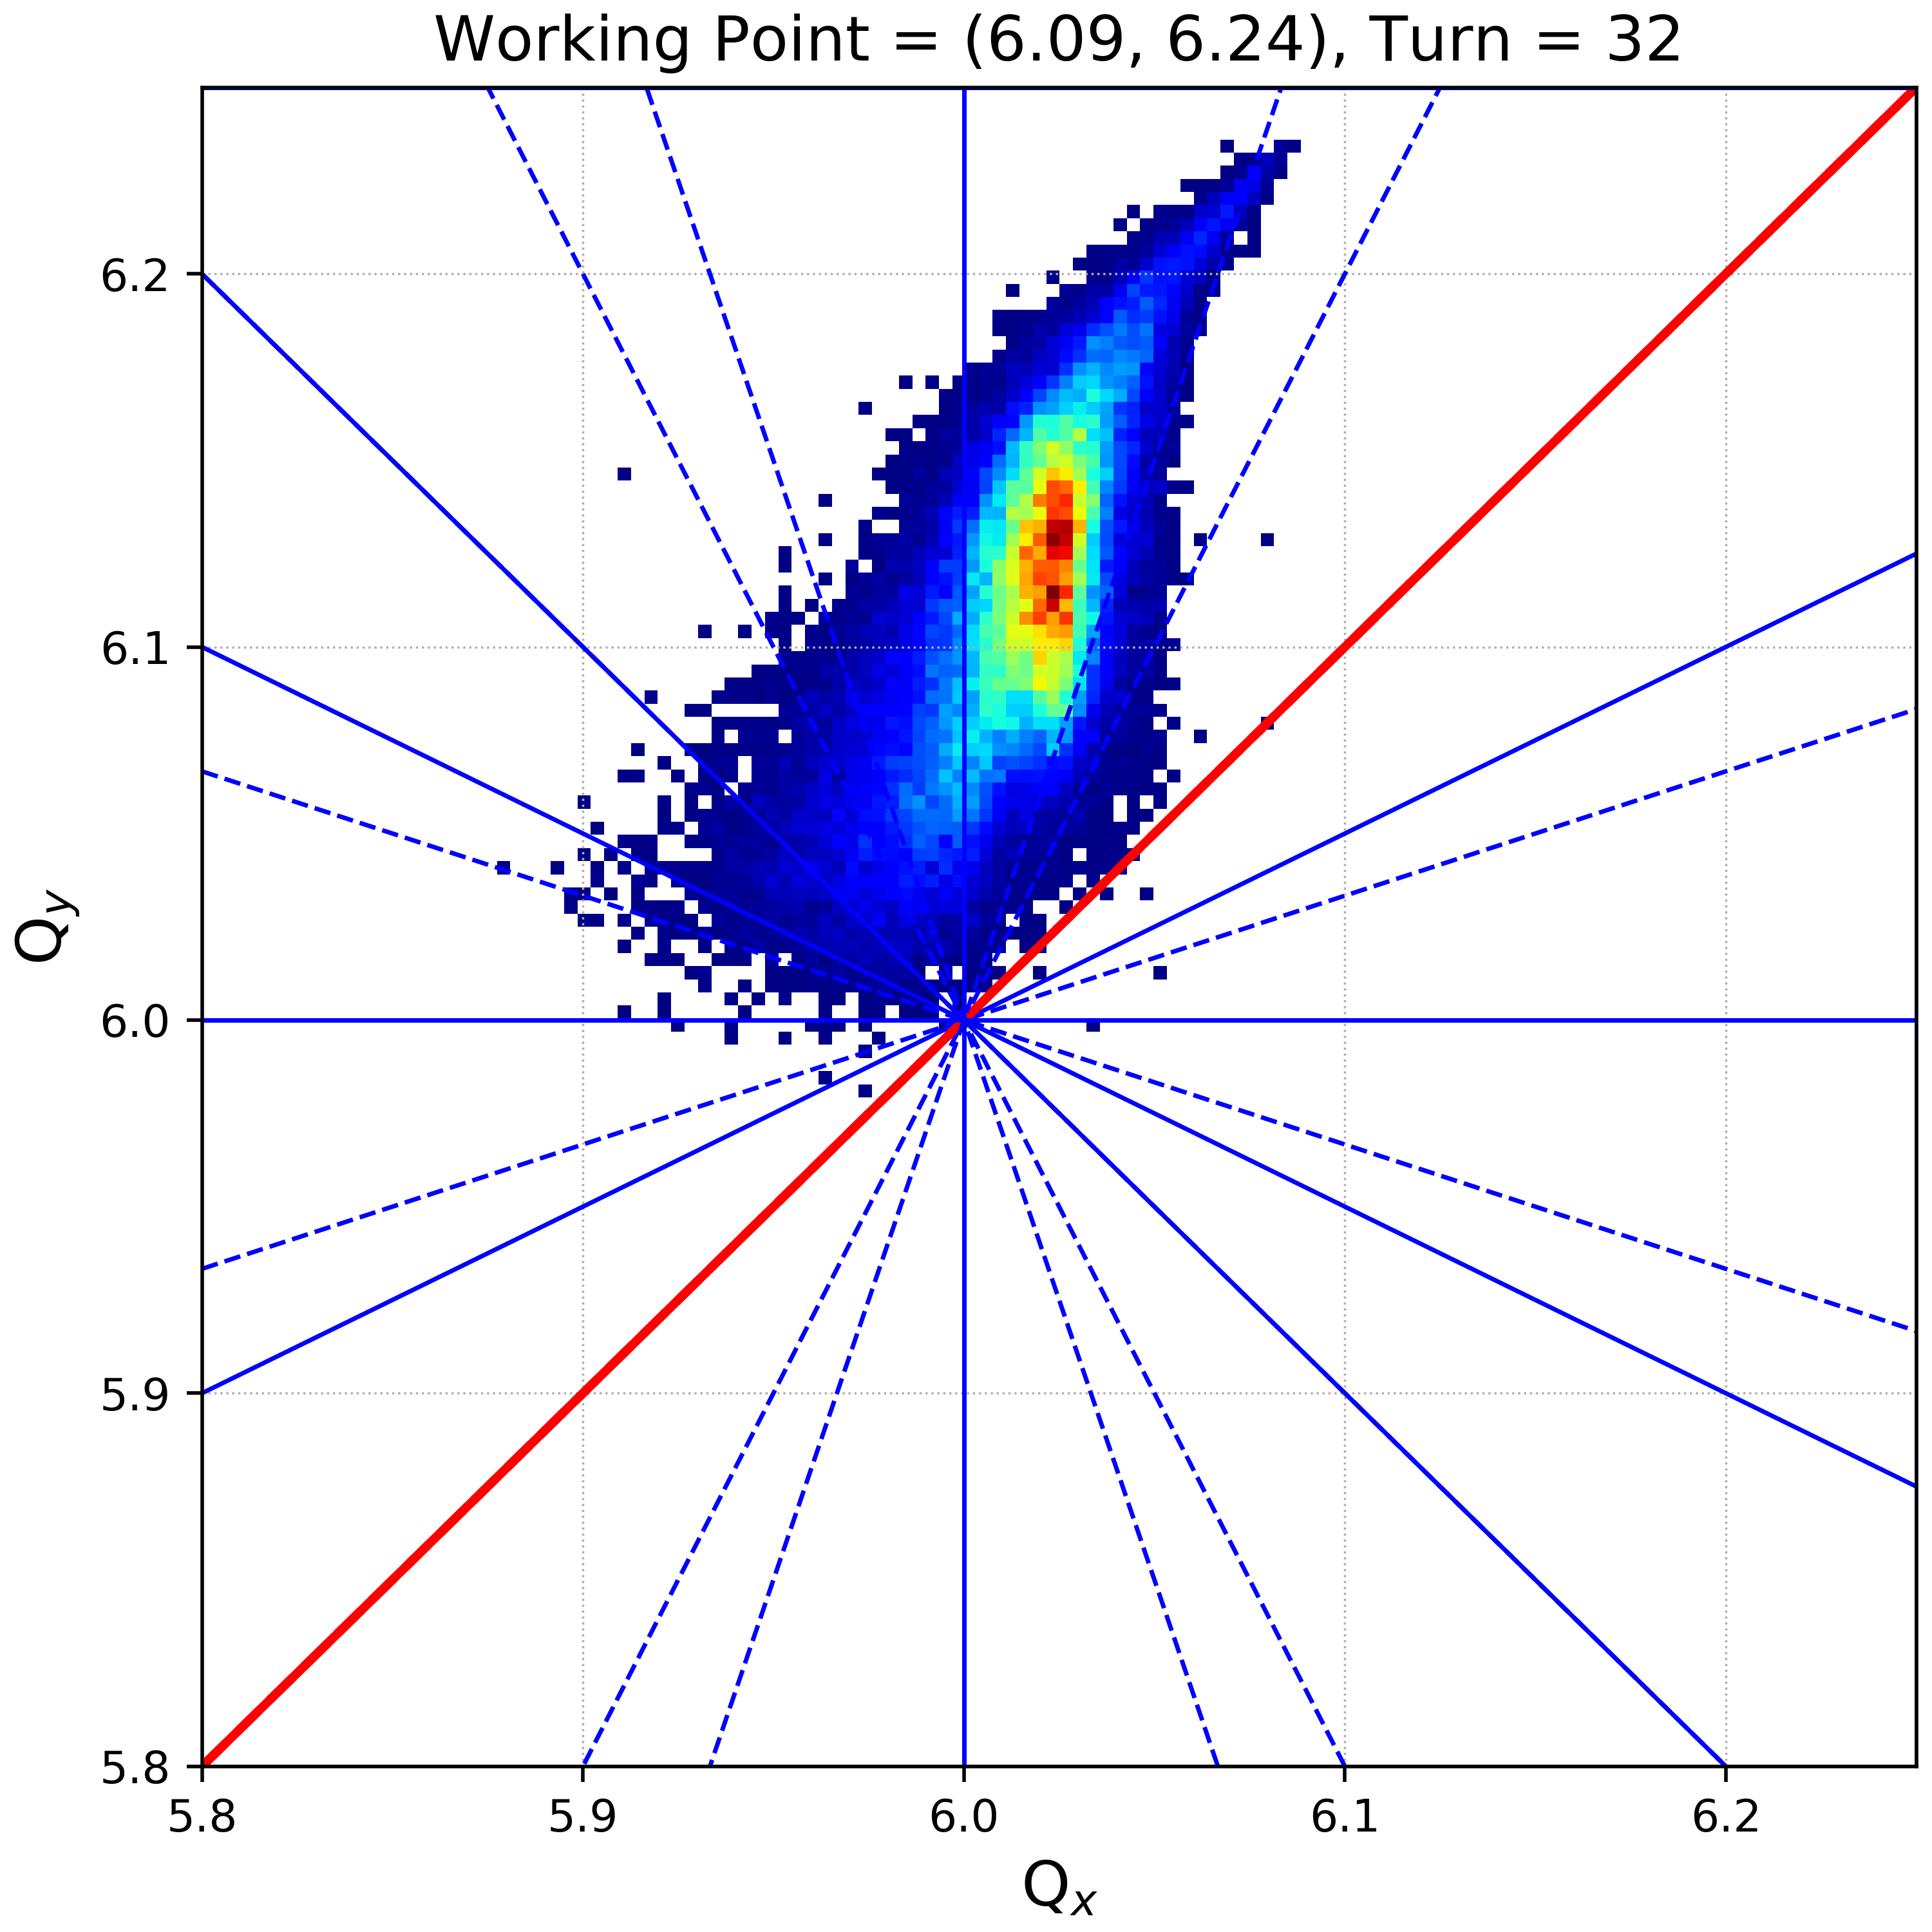 Working Point = (6.09, 6.24), Turn = 32
6.2
6.1
6.0
5.9
5.8
Qy
5.8 5.9 6.0 6.1 6.2
Qx